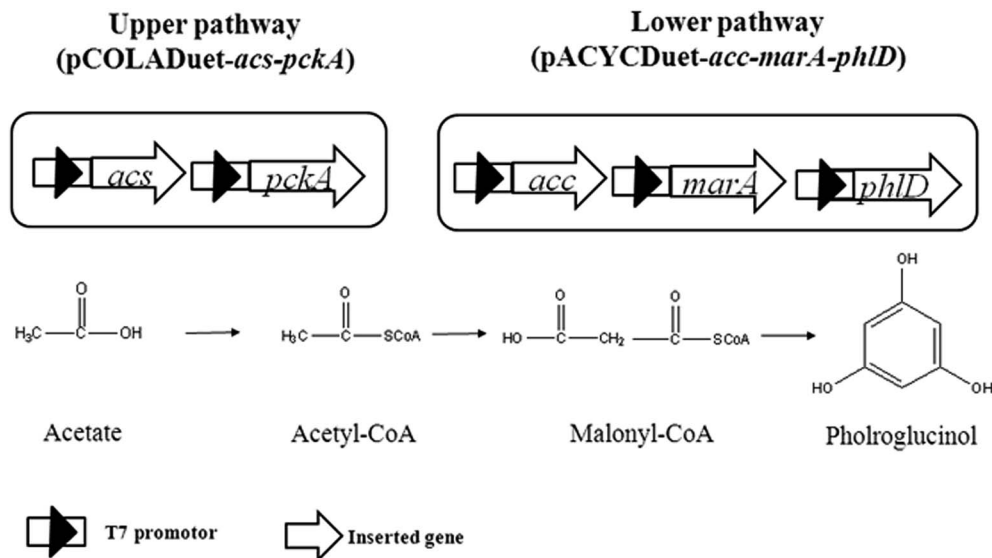 Upper pathway
(pCOLADuet-acs-pckA)
Lower pathway
(pACYCDuet-acc-marA-phlD)
acs
pckA
acc
marA
phlD
O
H₃C
C
OH
O
H₃C
C
SCoA
O
O
HO
C
CH₂
C
SCoA
OH
HO
OH
Acetate
Acetyl-CoA
Malonyl-CoA
Pholroglucinol
T7 promotor
Inserted gene